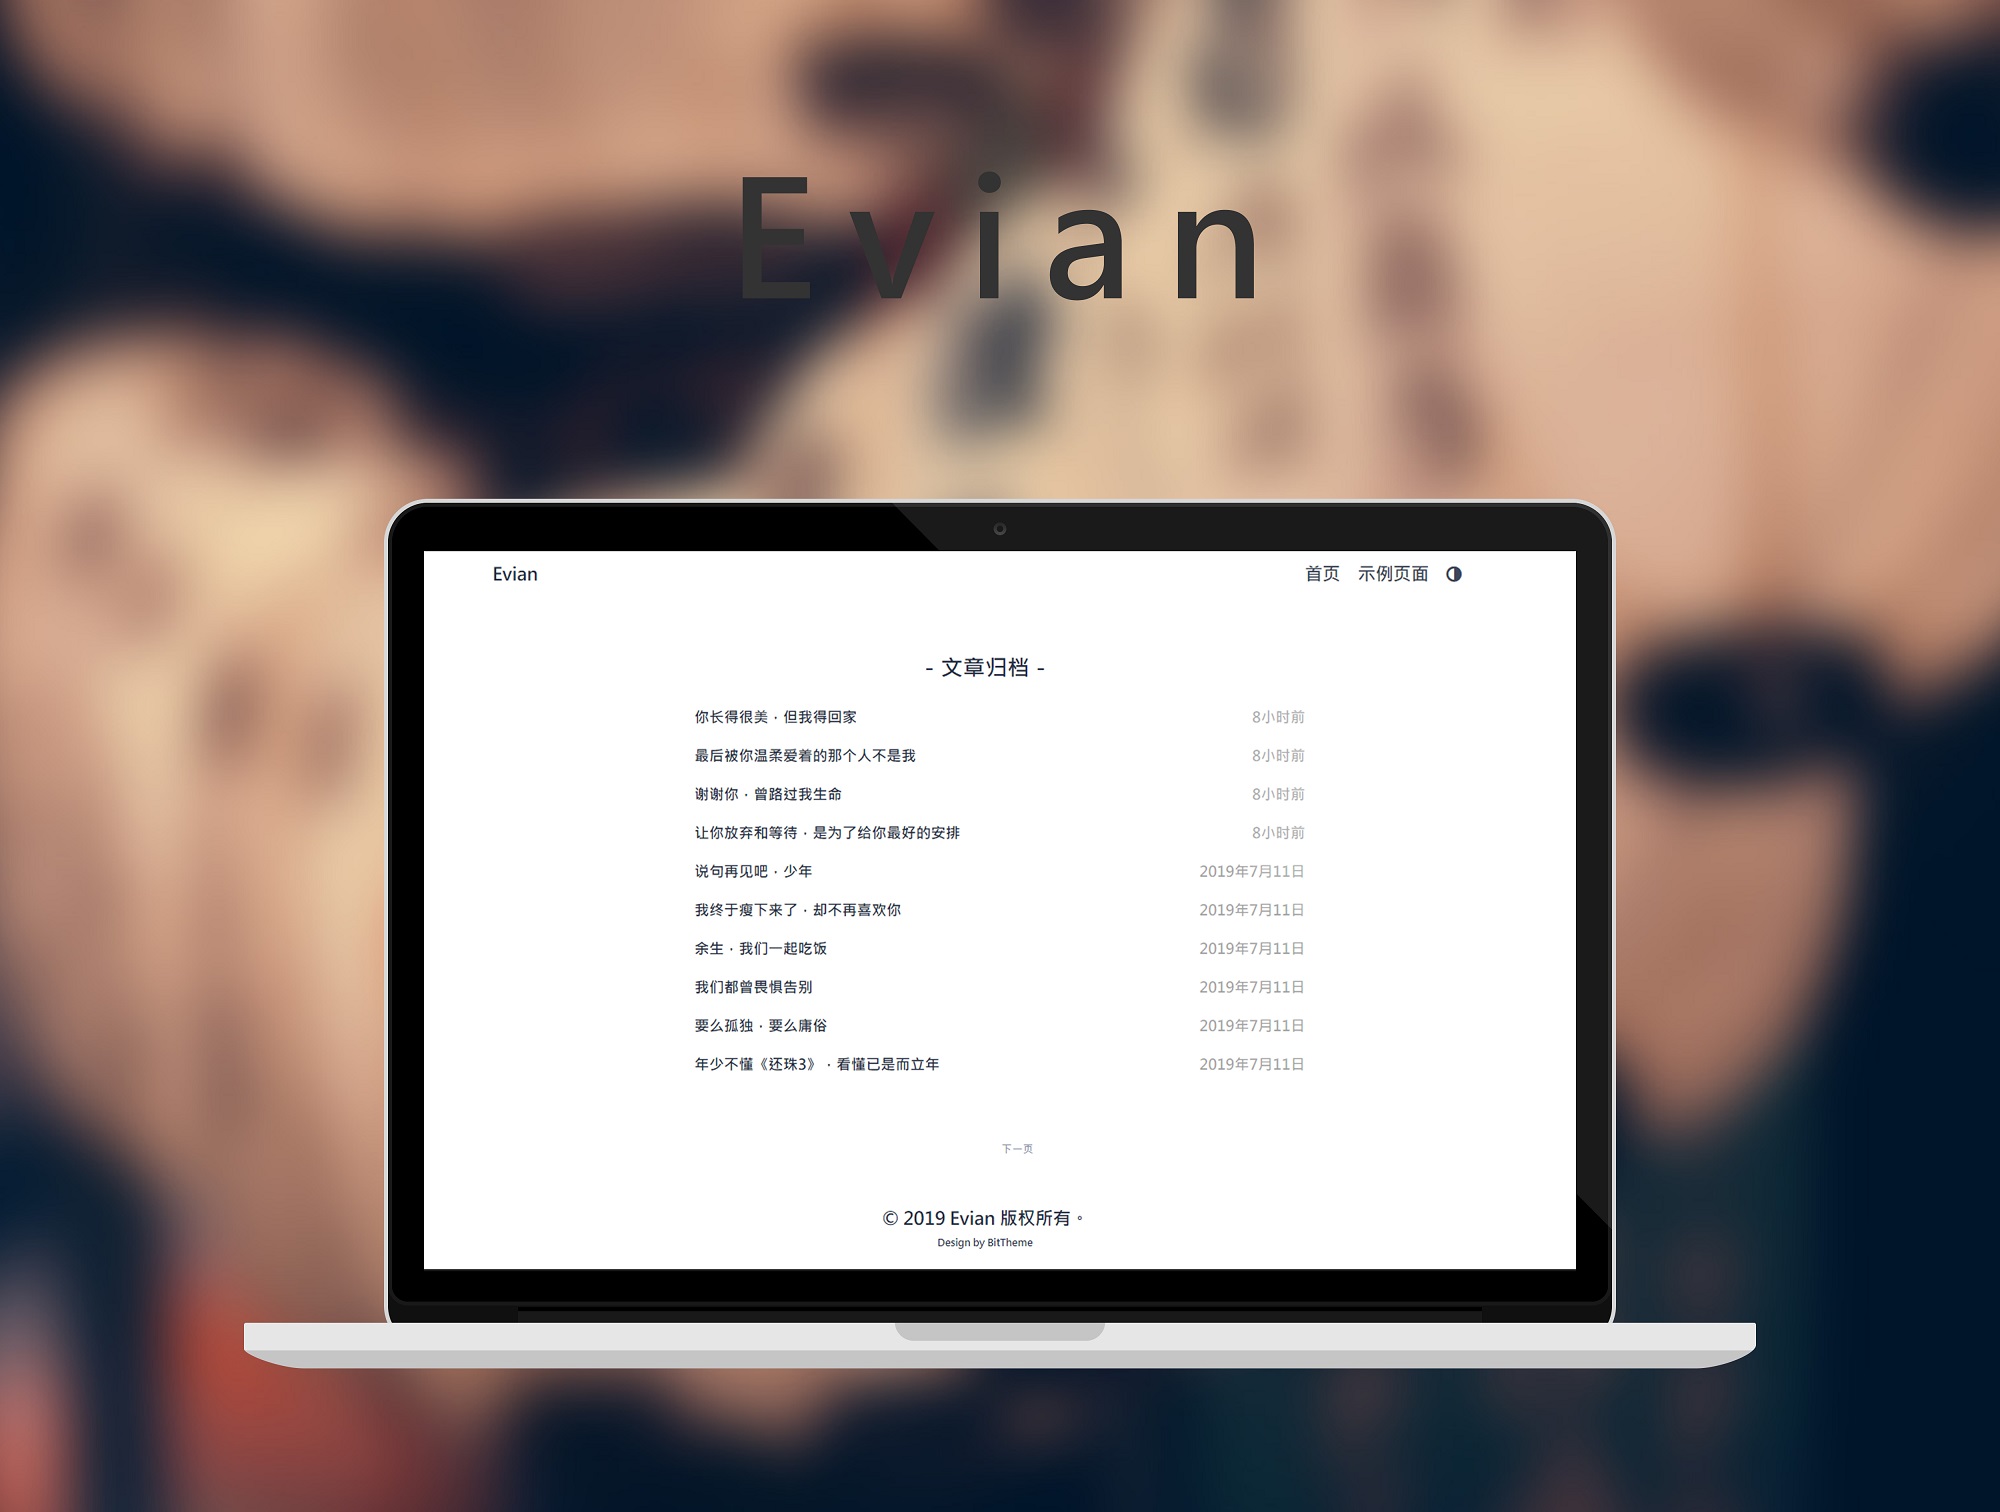 Evian
Evian 首页 示例页面
- 文章归档 -
你长得很美 · 但我得回家 8小时前
最后被你温柔爱着的那个人不是我 8小时前
谢谢你 · 曾路过我生命 8小时前
让你放弃和等待 · 是为了给你最好的安排 8小时前
说句再见吧 · 少年 2019年7月11日
我终于瘦下来了 · 却不再喜欢你 2019年7月11日
余生 · 我们一起吃饭 2019年7月11日
我们都曾畏惧告别 2019年7月11日
要么孤独 · 要么庸俗 2019年7月11日
年少不懂《还珠3》 · 看懂已是而立年 2019年7月11日
下一页
© 2019 Evian 版权所有。
Design by BitTheme